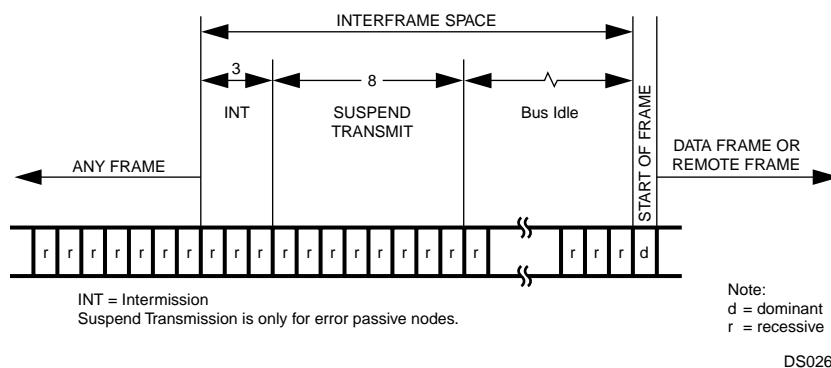 INTERFRAME SPACE
3
8
INT
SUSPEND
TRANSMIT
Bus Idle
START OF FRAME
ANY FRAME
DATA FRAME OR
REMOTE FRAME
r r r r r r r r r r r r r r r r r r r r r r d
INT = Intermission
Suspend Transmission is only for error passive nodes.
Note:
d = dominant
r = recessive
DS026